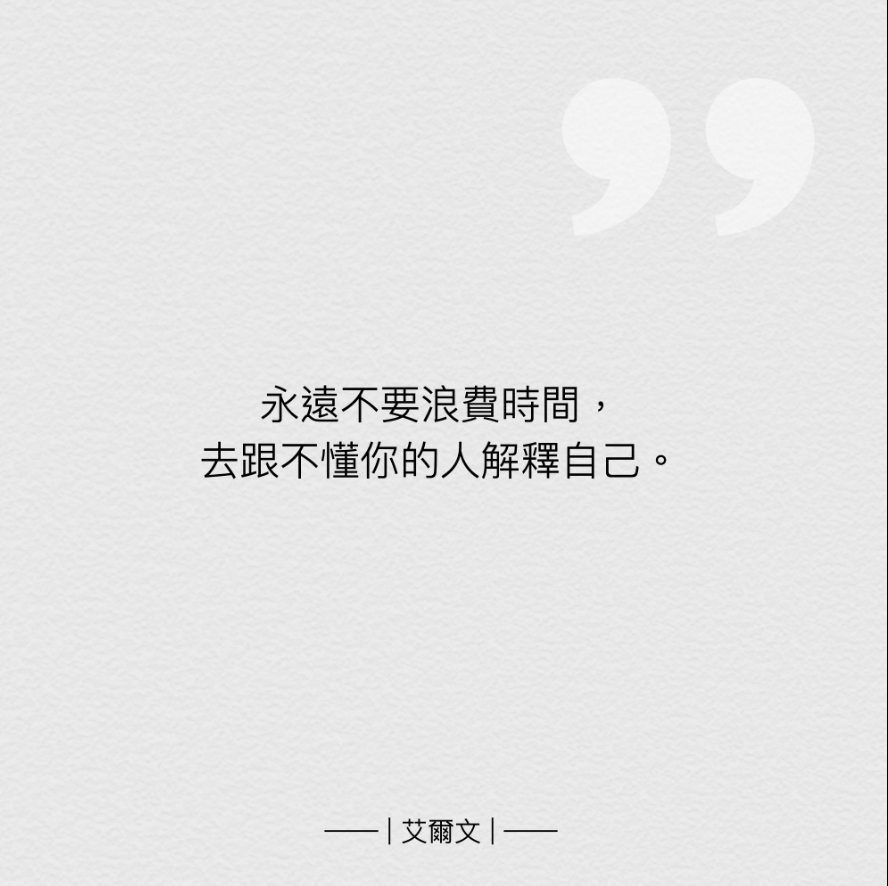 永遠不要浪費時間，
去跟不懂你的人解釋自己。
—— | 艾爾文 | ——